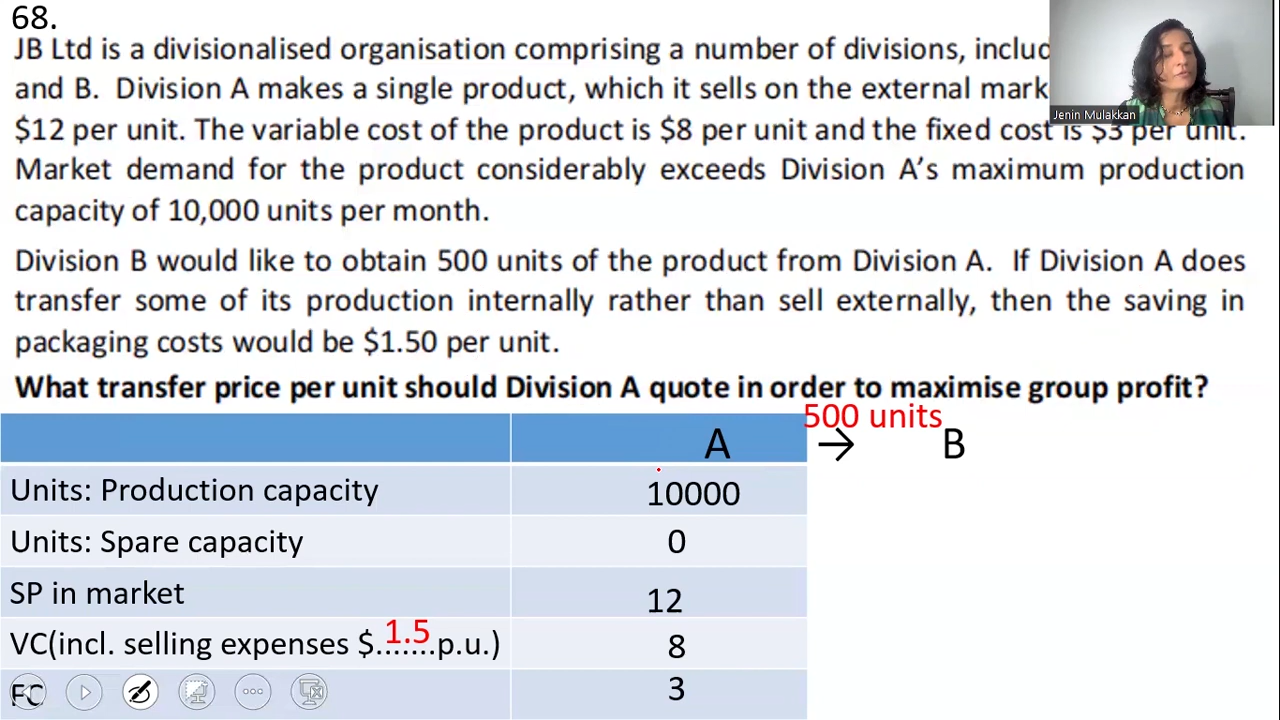 68.
JB Ltd is a divisionalised organisation comprising a number of divisions, includ
and B. Division A makes a single product, which it sells on the external mark
Jenin Mulakkan
$12 per unit. The variable cost of the product is $8 per unit and the fixed cost is $3 per unit.
Market demand for the product considerably exceeds Division A's maximum production
capacity of 10,000 units per month.
Division B would like to obtain 500 units of the product from Division A. If Division A does
transfer some of its production internally rather than sell externally, then the saving in
packaging costs would be $1.50 per unit.
What transfer price per unit should Division A quote in order to maximise group profit?
500 units
A → B
Units: Production capacity 10000
Units: Spare capacity 0
SP in market 12
VC(incl. selling expenses $..1.5..p.u.) 8
FC 3